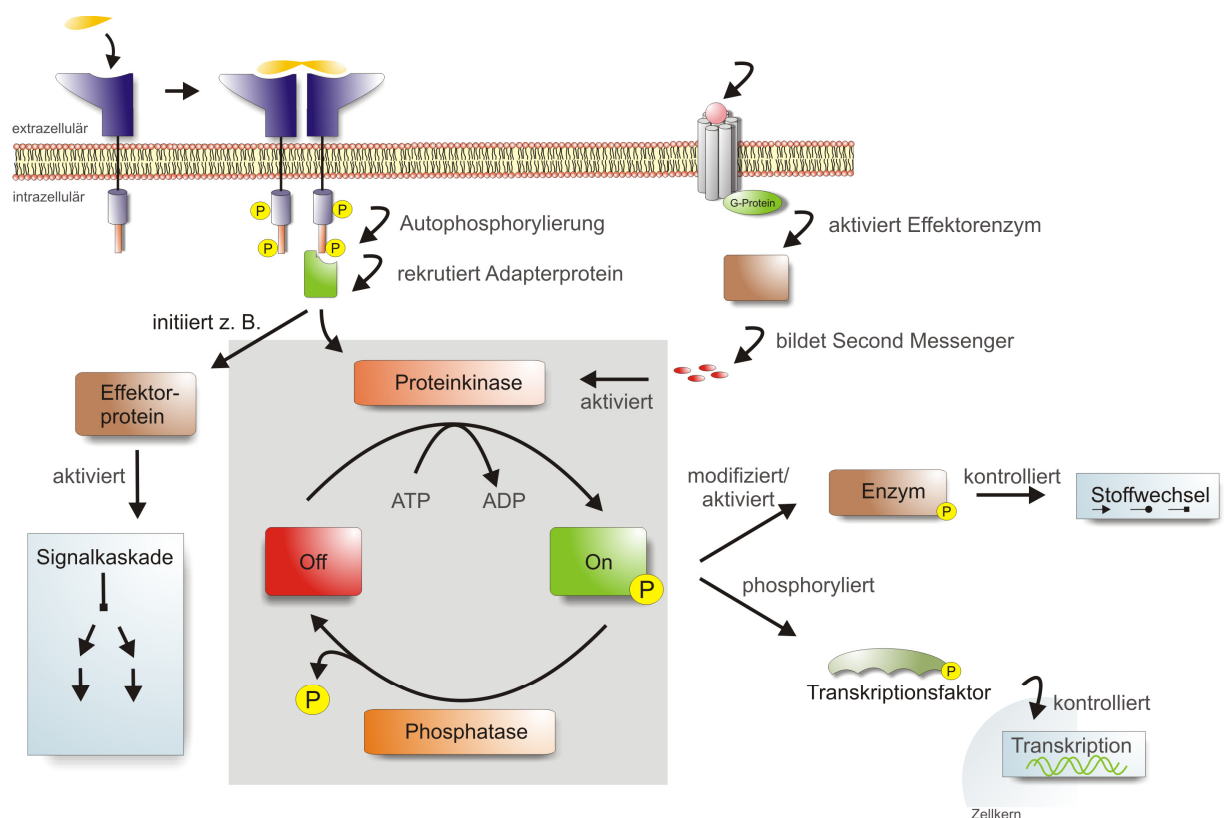 extrazellulär
intrazellulär
P
P
P
P
G-Protein
Autophosphorylierung
aktiviert Effektorenzym
rekrutiert Adapterprotein
initiiert z. B.
bildet Second Messenger
Proteinkinase
aktiviert
Effektor-
protein
aktiviert
ATP
ADP
modifiziert/
aktiviert
Enzym
P
kontrolliert
Stoffwechsel
Signalkaskade
Off
On
P
phosphoryliert
P
Transkriptionsfaktor
P
Phosphatase
kontrolliert
Transkription
Zellkern